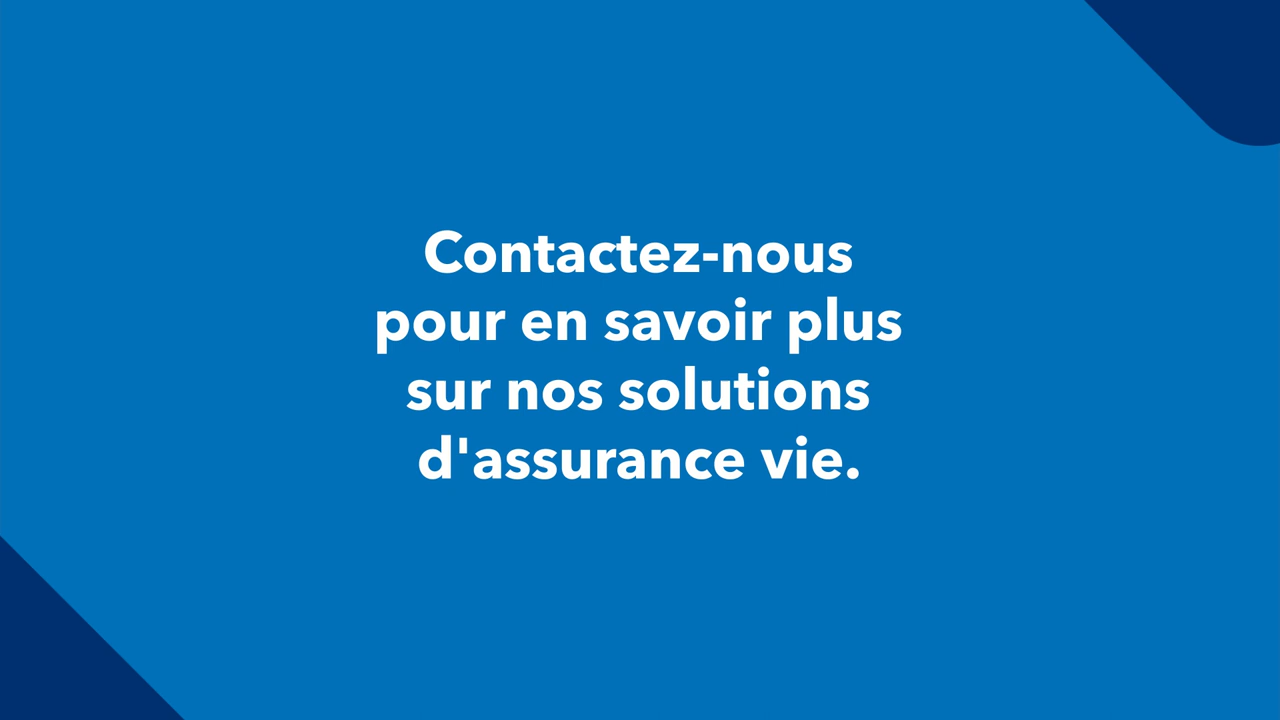 Contactez-nous
pour en savoir plus
sur nos solutions
d'assurance vie.